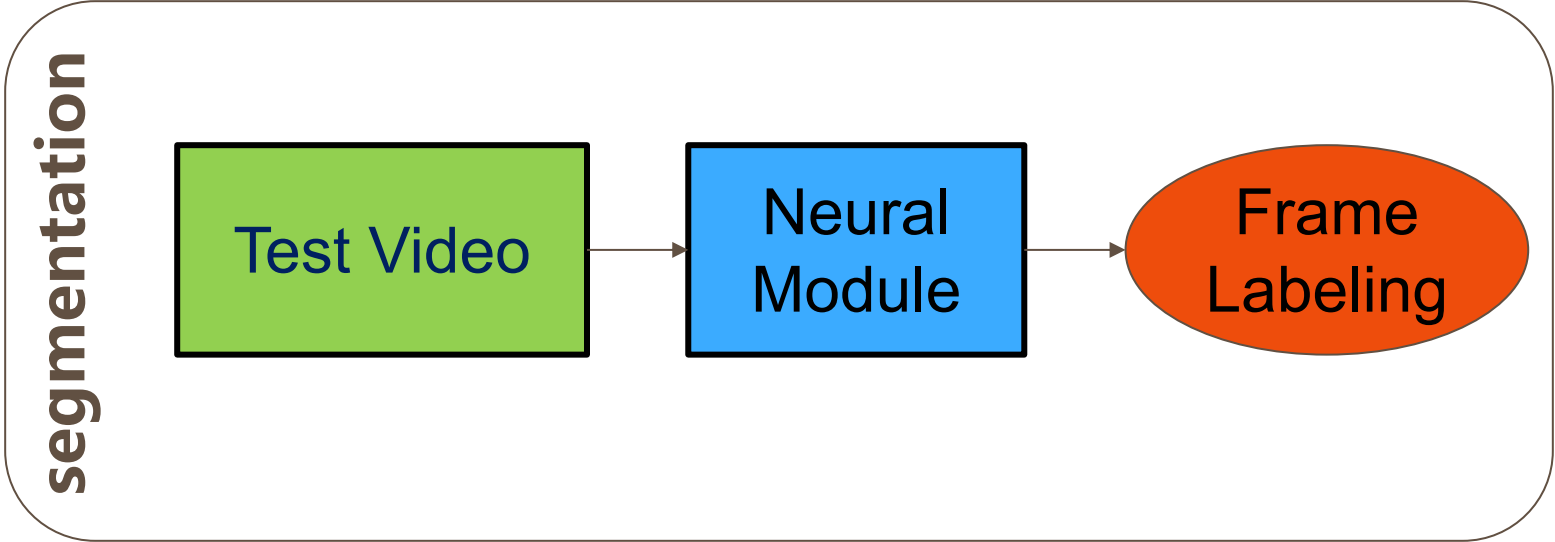 segmentation
Test Video
Neural
Module
Frame
Labeling